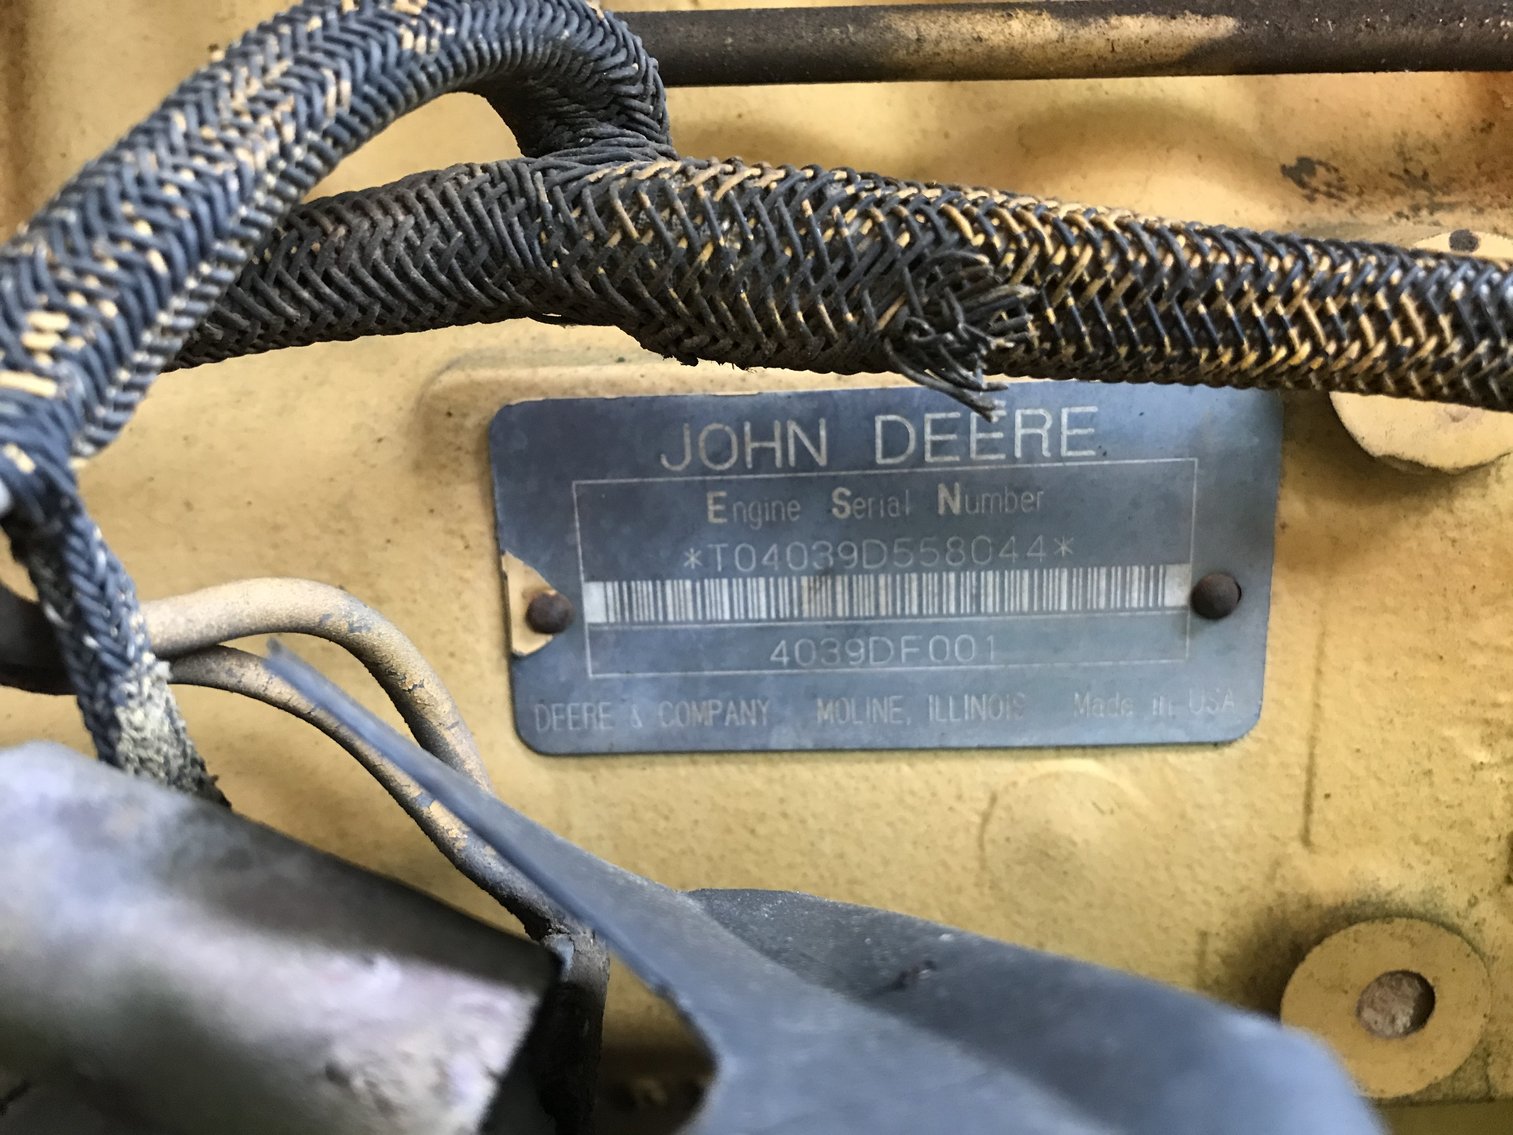 JOHN DEERE
Engine Serial Number
*T04039D558044*
4039DF001
DEERE & COMPANY MOLINE, ILLINOIS Made in USA